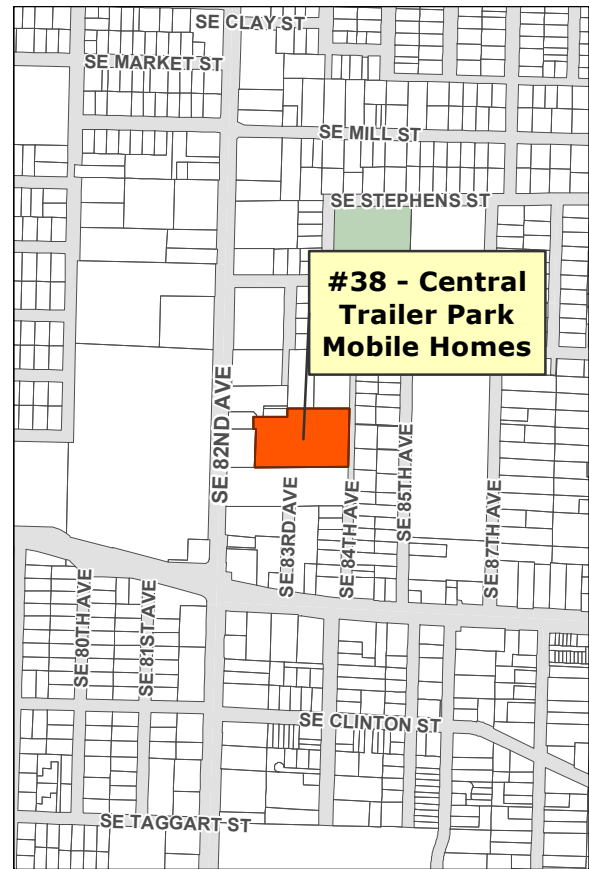 SE CLAY ST
SE MARKET ST
SE MILL ST
SE STEPHENS ST
#38 - Central
Trailer Park
Mobile Homes
SE 82ND AVE
SE 83RD AVE
SE 84TH AVE
SE 85TH AVE
SE 87TH AVE
SE 80TH AVE
SE 81ST AVE
SE CLINTON ST
SE TAGGART ST